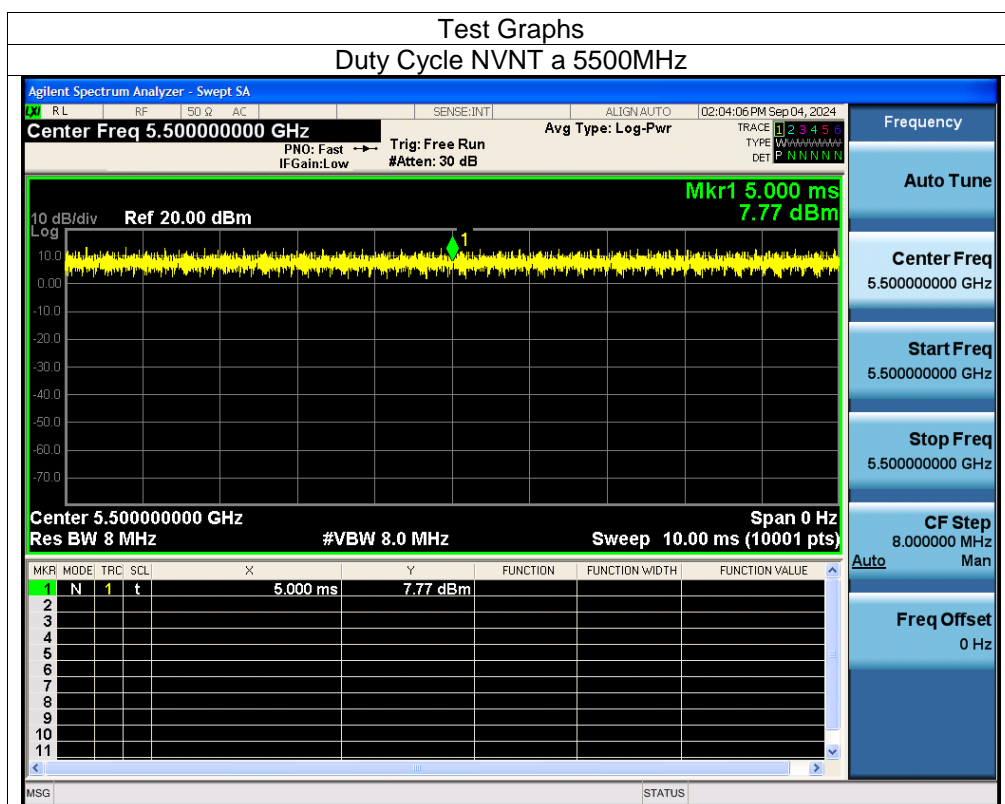 Test Graphs
Duty Cycle NVNT a 5500MHz
Agilent Spectrum Analyzer - Swept SA
LXI RL RF 50 Ω AC SENSE:INT ALIGN AUTO 02:04:06 PM Sep 04, 2024
Center Freq 5.500000000 GHz
PNO: Fast
IFGain:Low
Trig: Free Run
#Atten: 30 dB
Avg Type: Log-Pwr
TRACE 1 2 3 4 5 6
TYPE
DET P N N N N N
Mkr1 5.000 ms
7.77 dBm
10 dB/div Ref 20.00 dBm
Log
1
10.0
0.00
-10.0
-20.0
-30.0
-40.0
-50.0
-60.0
-70.0
Center 5.500000000 GHz Span 0 Hz
Res BW 8 MHz #VBW 8.0 MHz Sweep 10.00 ms (10001 pts)
MKR MODE TRC SCL X Y FUNCTION FUNCTION WIDTH FUNCTION VALUE
1 N 1 t 5.000 ms 7.77 dBm
2
3
4
5
6
7
8
9
10
11
MSG STATUS
Frequency
Auto Tune
Center Freq
5.500000000 GHz
Start Freq
5.500000000 GHz
Stop Freq
5.500000000 GHz
CF Step
8.000000 MHz
Auto Man
Freq Offset
0 Hz